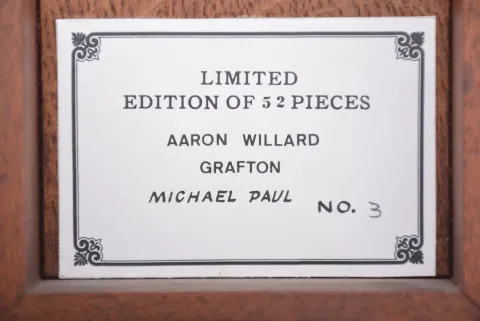 LIMITED
EDITION OF 52 PIECES
AARON WILLARD
GRAFTON
MICHAEL PAUL NO. 3